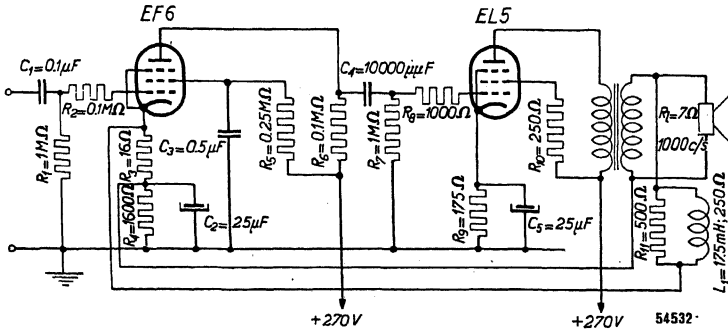 EF6
EL5
C1=0.1µF
R2=0.1MΩ
R1=1MΩ
R3=16Ω
R4=1600Ω
C2=25µF
C3=0.5µF
R5=0.25MΩ
R6=0.1MΩ
C4=10000µµF
R7=1MΩ
R8=1000Ω
R9=175Ω
C5=25µF
R10=250Ω
Rl=7Ω
1000c/s
R11=500Ω
L1=175mH; 250Ω
+270V
+270V
54532